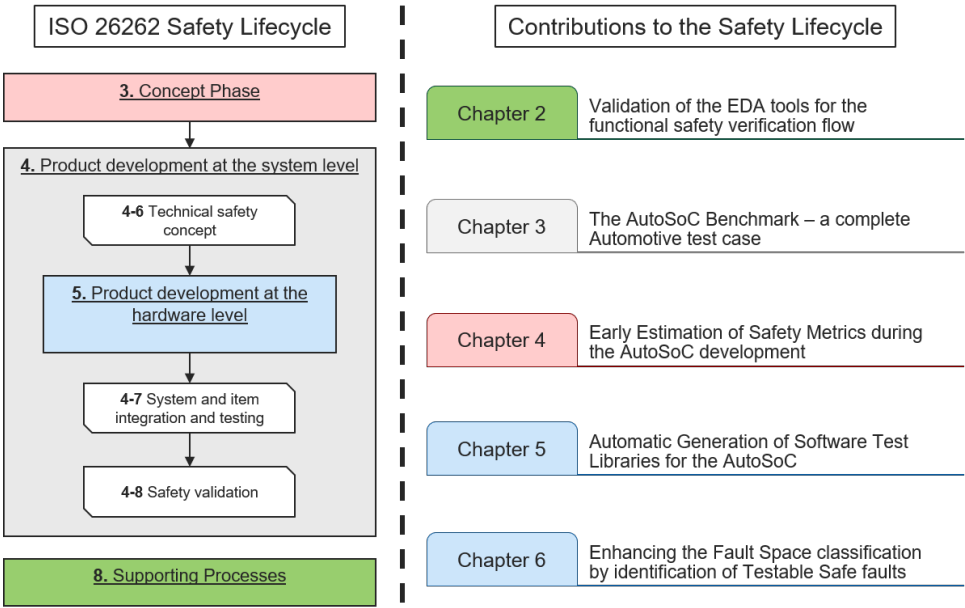 ISO 26262 Safety Lifecycle
3. Concept Phase
4. Product development at the system level
4-6 Technical safety
concept
5. Product development at the
hardware level
4-7 System and item
integration and testing
4-8 Safety validation
8. Supporting Processes
Contributions to the Safety Lifecycle
Chapter 2
Validation of the EDA tools for the
functional safety verification flow
Chapter 3
The AutoSoC Benchmark – a complete
Automotive test case
Chapter 4
Early Estimation of Safety Metrics during
the AutoSoC development
Chapter 5
Automatic Generation of Software Test
Libraries for the AutoSoC
Chapter 6
Enhancing the Fault Space classification
by identification of Testable Safe faults